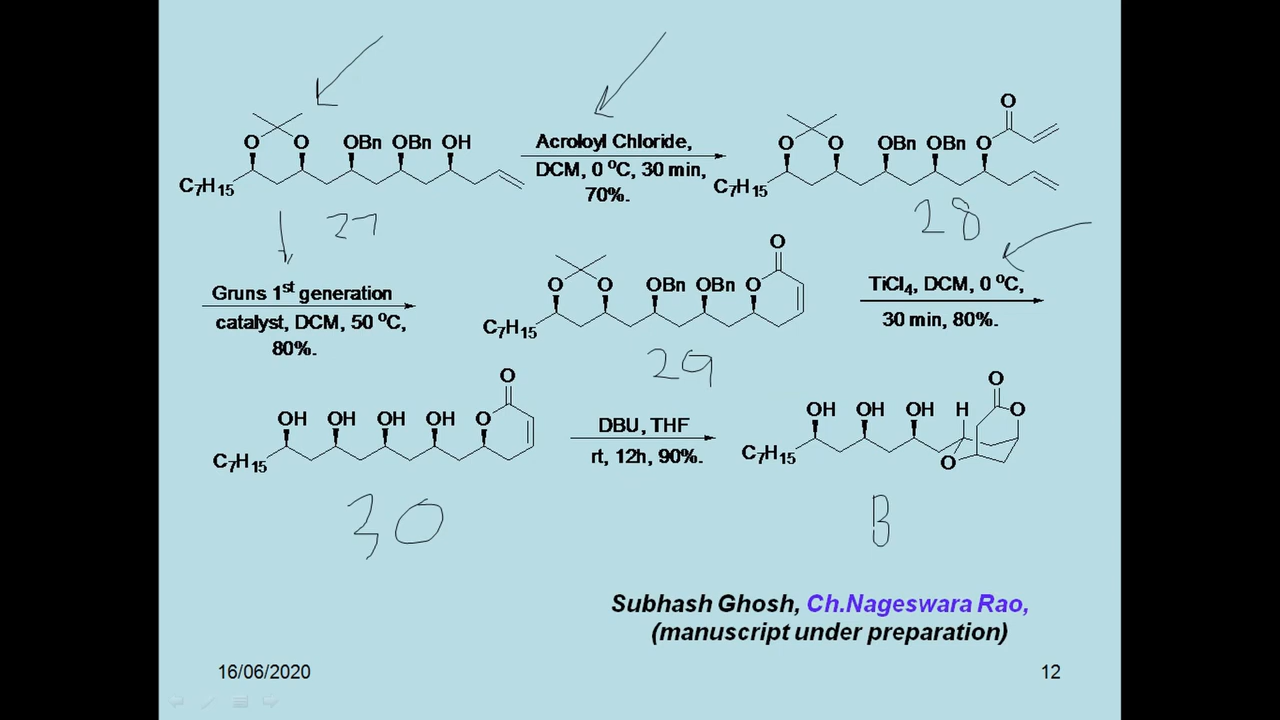 O O OBn OBn OH
C7H15
27
Acroloyl Chloride,
DCM, 0 °C, 30 min,
70%.
O
O O OBn OBn O
C7H15
28
Gruns 1st generation
catalyst, DCM, 50 °C,
80%.
O
O O OBn OBn O
C7H15
29
TiCl4, DCM, 0 °C,
30 min, 80%.
O
OH OH OH OH O
C7H15
30
DBU, THF
rt, 12h, 90%.
O
OH OH OH H O
C7H15
O
B
Subhash Ghosh, Ch.Nageswara Rao,
(manuscript under preparation)
16/06/2020
12